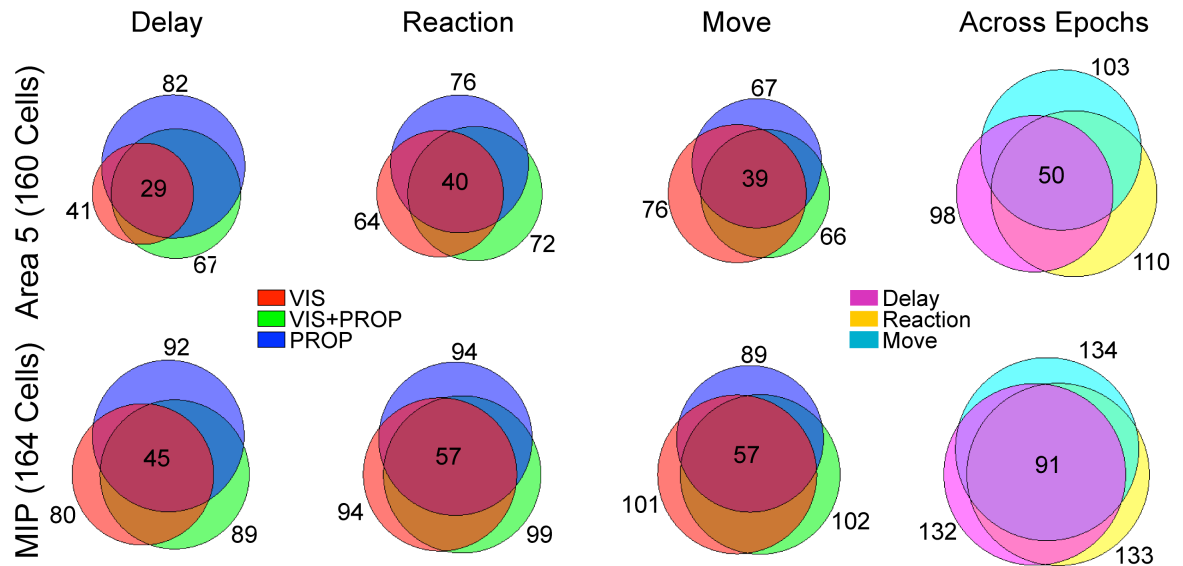 Delay
Reaction
Move
Across Epochs
Area 5 (160 Cells)
82
29
41
67
76
40
64
72
67
39
76
66
103
50
98
110
VIS
VIS+PROP
PROP
Delay
Reaction
Move
MIP (164 Cells)
92
45
80
89
94
57
94
99
89
57
101
102
134
91
132
133